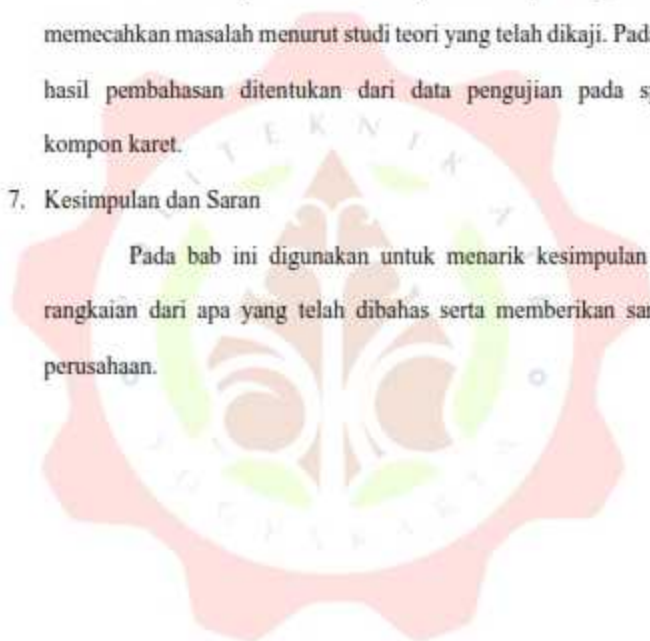 memecahkan masalah menurut studi teori yang telah dikaji. Pada
hasil pembahasan ditentukan dari data pengujian pada
kompon karet.
7. Kesimpulan dan Saran
Pada bab ini digunakan untuk menarik kesimpulan
rangkaian dari apa yang telah dibahas serta memberikan
perusahaan.